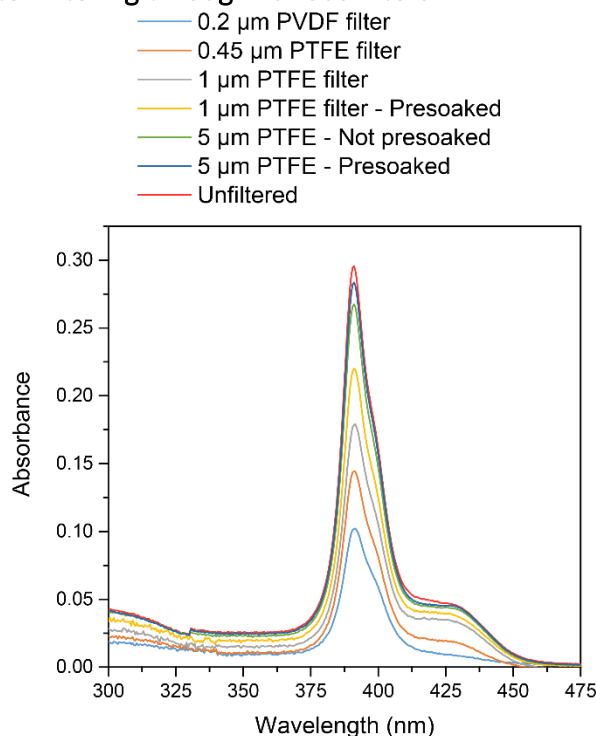 0.2 µm PVDF filter
0.45 µm PTFE filter
1 µm PTFE filter
1 µm PTFE filter - Presoaked
5 µm PTFE - Not presoaked
5 µm PTFE - Presoaked
Unfiltered
0.30
0.25
0.20
0.15
0.10
0.05
0.00
Absorbance
300 325 350 375 400 425 450 475
Wavelength (nm)